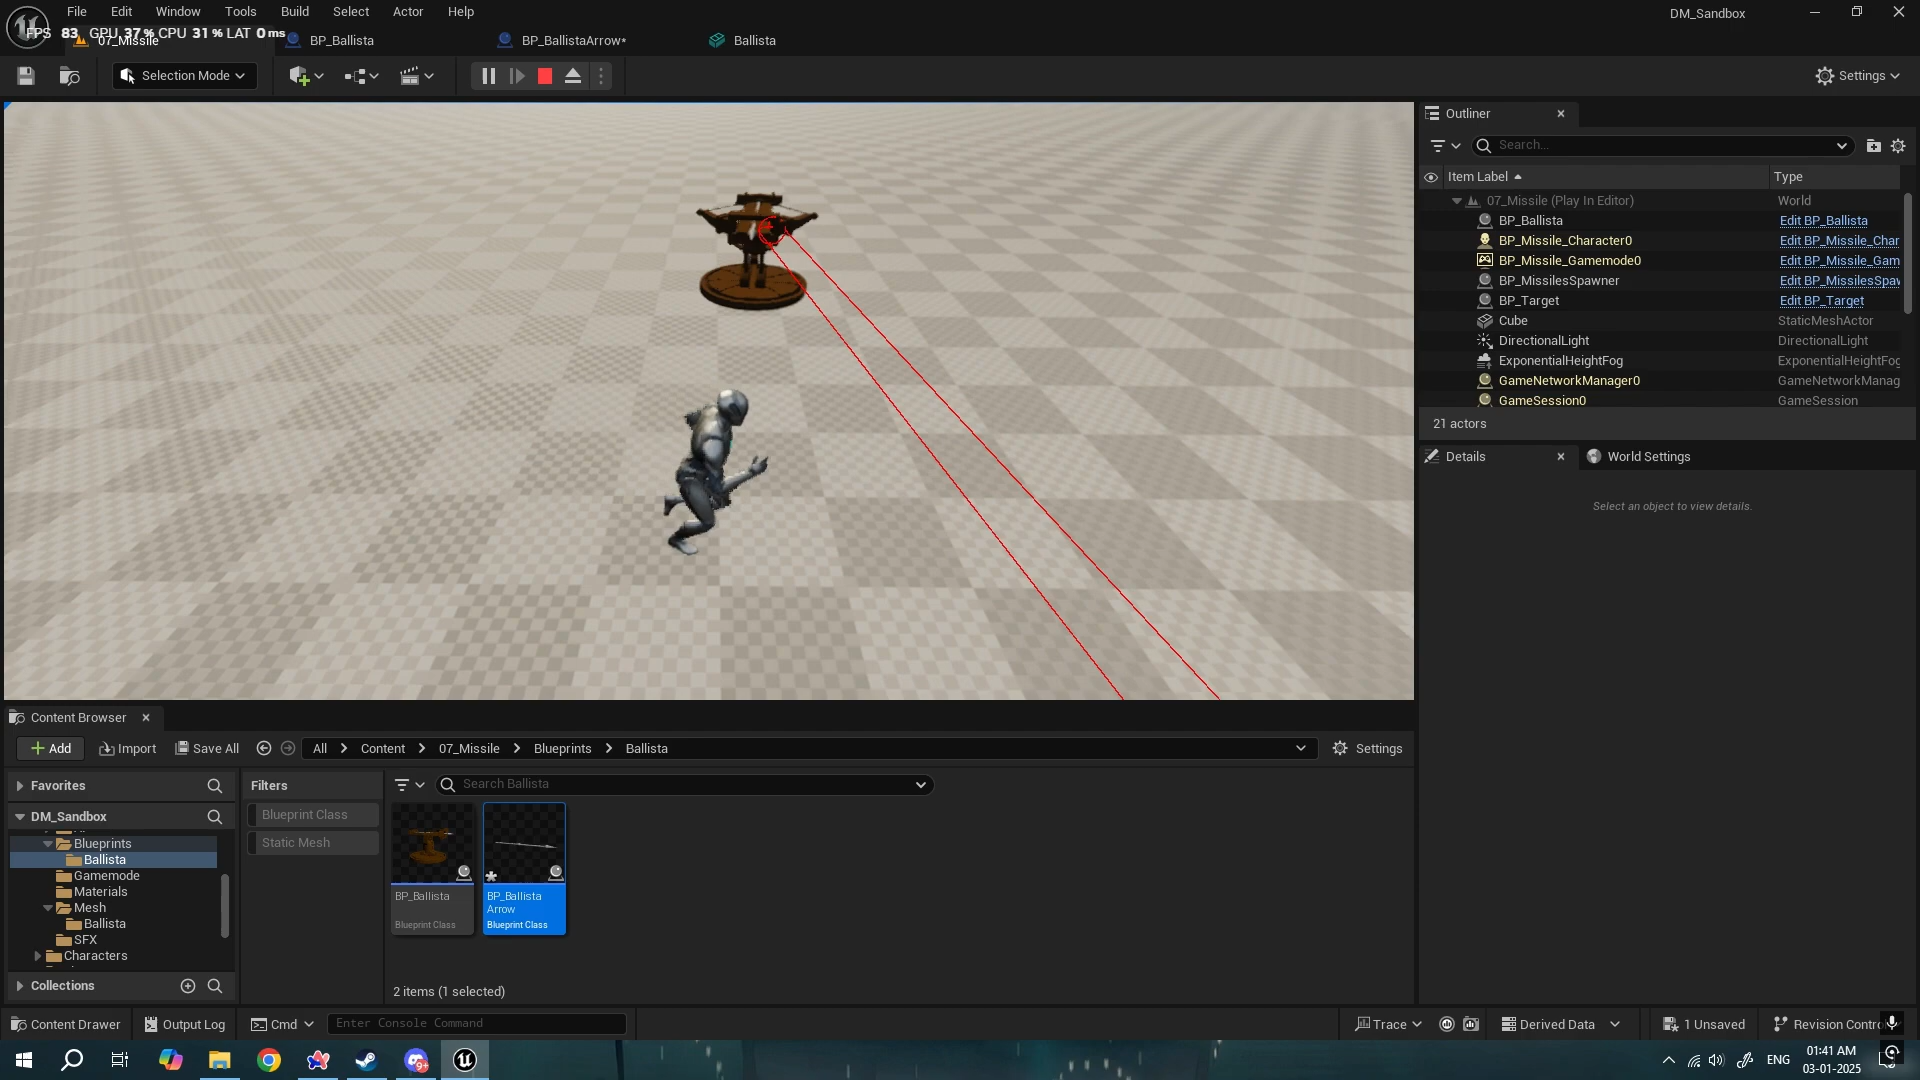 File Edit Window Tools Build Select Actor Help
DM_Sandbox
FPS 83 GPU 37 % CPU 31 % LAT 0 ms
07_Missile BP_Ballista BP_BallistaArrow* Ballista
Selection Mode
Settings
Outliner
Search...
Item Label Type
07_Missile (Play In Editor) World
BP_Ballista Edit BP_Ballista
BP_Missile_Character0 Edit BP_Missile_Char
BP_Missile_Gamemode0 Edit BP_Missile_Gam
BP_MissilesSpawner Edit BP_MissilesSpaw
BP_Target Edit BP_Target
Cube StaticMeshActor
DirectionalLight DirectionalLight
ExponentialHeightFog ExponentialHeightFog
GameNetworkManager0 GameNetworkManag
GameSession0 GameSession
21 actors
Details World Settings
Select an object to view details.
Content Browser
Add Import Save All All Content 07_Missile Blueprints Ballista Settings
Favorites
DM_Sandbox
Blueprints
Ballista
Gamemode
Materials
Mesh
Ballista
SFX
Characters
Collections
Filters
Blueprint Class
Static Mesh
Search Ballista
BP_Ballista
Blueprint Class
BP_Ballista
Arrow
Blueprint Class
2 items (1 selected)
Content Drawer Output Log Cmd Enter Console Command Trace Derived Data 1 Unsaved Revision Contro
9+
ENG
01:41 AM
03-01-2025